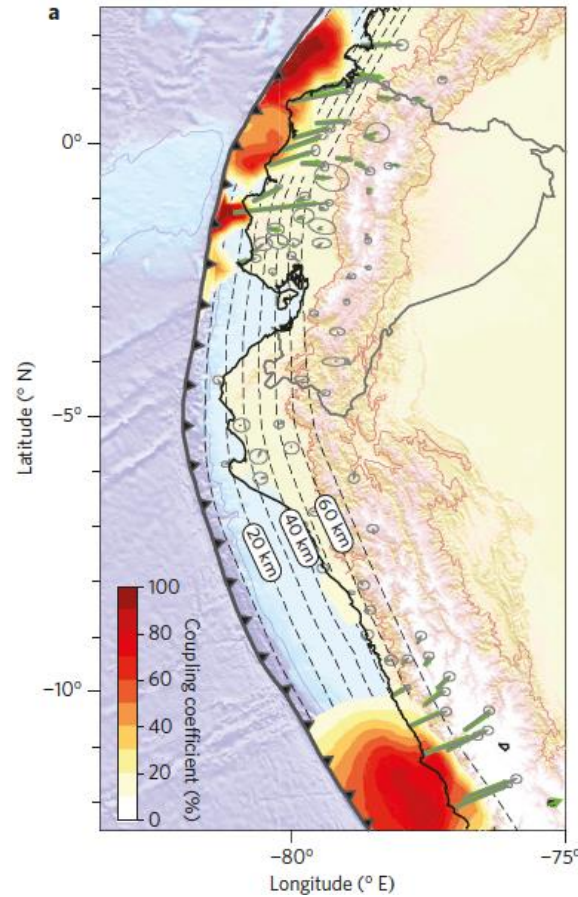 a
0°
−5°
−10°
Latitude (° N)
20 km
40 km
60 km
100
80
60
40
20
0
Coupling coefficient (%)
−80°
−75°
Longitude (° E)